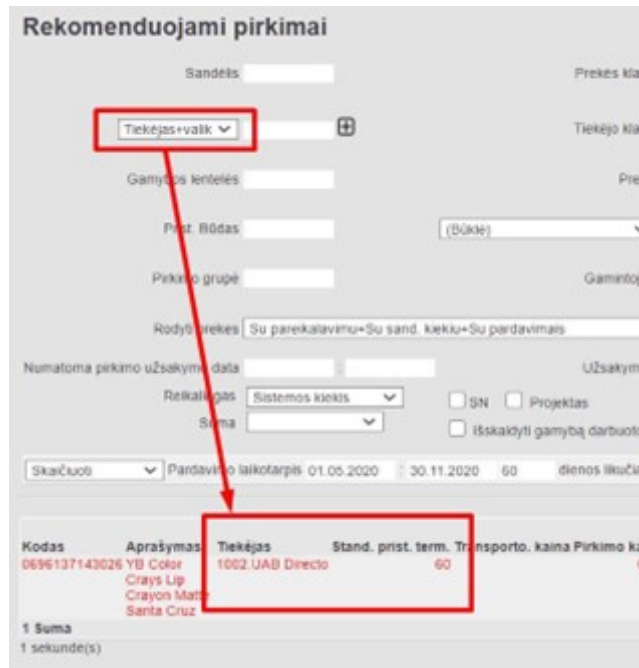 Rekomenduojami pirkimai
Sandėlis Prekės kla
Tiekėjas+valik Tiekėjo kla
Gamybos lentelės Pre
Prist. Būdas (Būklė)
Pirkimo grupė Gamintoj
Rodyti prekes Su pareikalavimu+Su sand. kiekiu+Su pardavimais
Numatoma pirkimo užsakymo data : Užsakym
Reikalingas Sistemos kiekis SN Projektas
Suma Išskaidyti gamybą darbuoto
Skaičiuoti Pardavimo laikotarpis 01.05.2020 : 30.11.2020 60 dienos likučia
Kodas Aprašymas Tiekėjas Stand. prist. term. Transporto. kaina Pirkimo ka
0696137143026 YB Color 1002.UAB Directo 60
Crays Lip
Crayon Matte
Santa Cruz
1 Suma
1 sekundė(s)